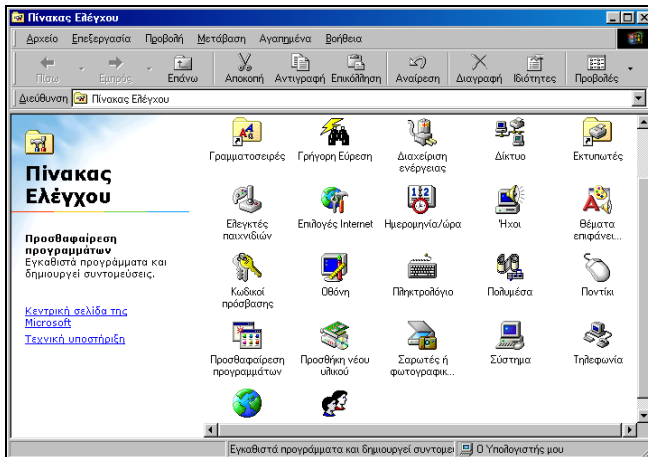 Πίνακας Ελέγχου
Αρχείο Επεξεργασία Προβολή Μετάβαση Αγαπημένα Βοήθεια
Πίσω Εμπρός Επάνω Αποκοπή Αντιγραφή Επικόλληση Αναίρεση Διαγραφή Ιδιότητες Προβολές
Διεύθυνση Πίνακας Ελέγχου
Πίνακας
Ελέγχου
Προσθαφαίρεση
προγραμμάτων
Εγκαθιστά προγράμματα και
δημιουργεί συντομεύσεις.
Κεντρική σελίδα της
Microsoft
Τεχνική υποστήριξη
Γραμματοσειρές Γρήγορη Εύρεση Διαχείριση Δίκτυο Εκτυπωτές
ενέργειας
Ελεγκτές Επιλογές Internet Ημερομηνία/ώρα Ήχοι Θέματα
παιχνιδιών επιφάνει...
Κωδικοί Οθόνη Πληκτρολόγιο Πολυμέσα Ποντίκι
πρόσβασης
Προσθαφαίρεση Προσθήκη νέου Σαρωτές ή Σύστημα Τηλεφωνία
προγραμμάτων υλικού φωτογραφικ...
Εγκαθιστά προγράμματα και δημιουργεί συντομεύ Ο Υπολογιστής μου